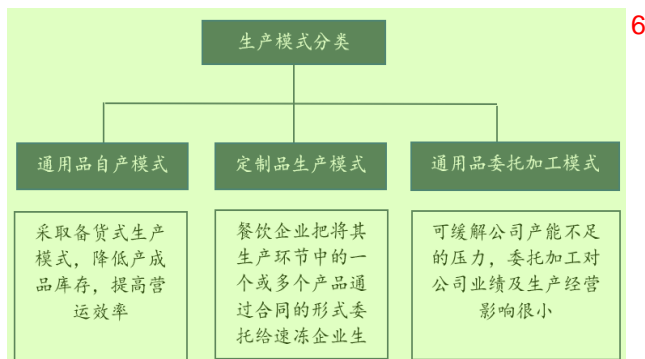 生产模式分类
6
通用品自产模式
定制品生产模式
通用品委托加工模式
采取备货式生产
模式，降低产成
品库存，提高营
运效率
餐饮企业把将其
生产环节中的一
个或多个产品通
过合同的形式委
托给速冻企业生
可缓解公司产能不足
的压力，委托加工对
公司业绩及生产经营
影响很小